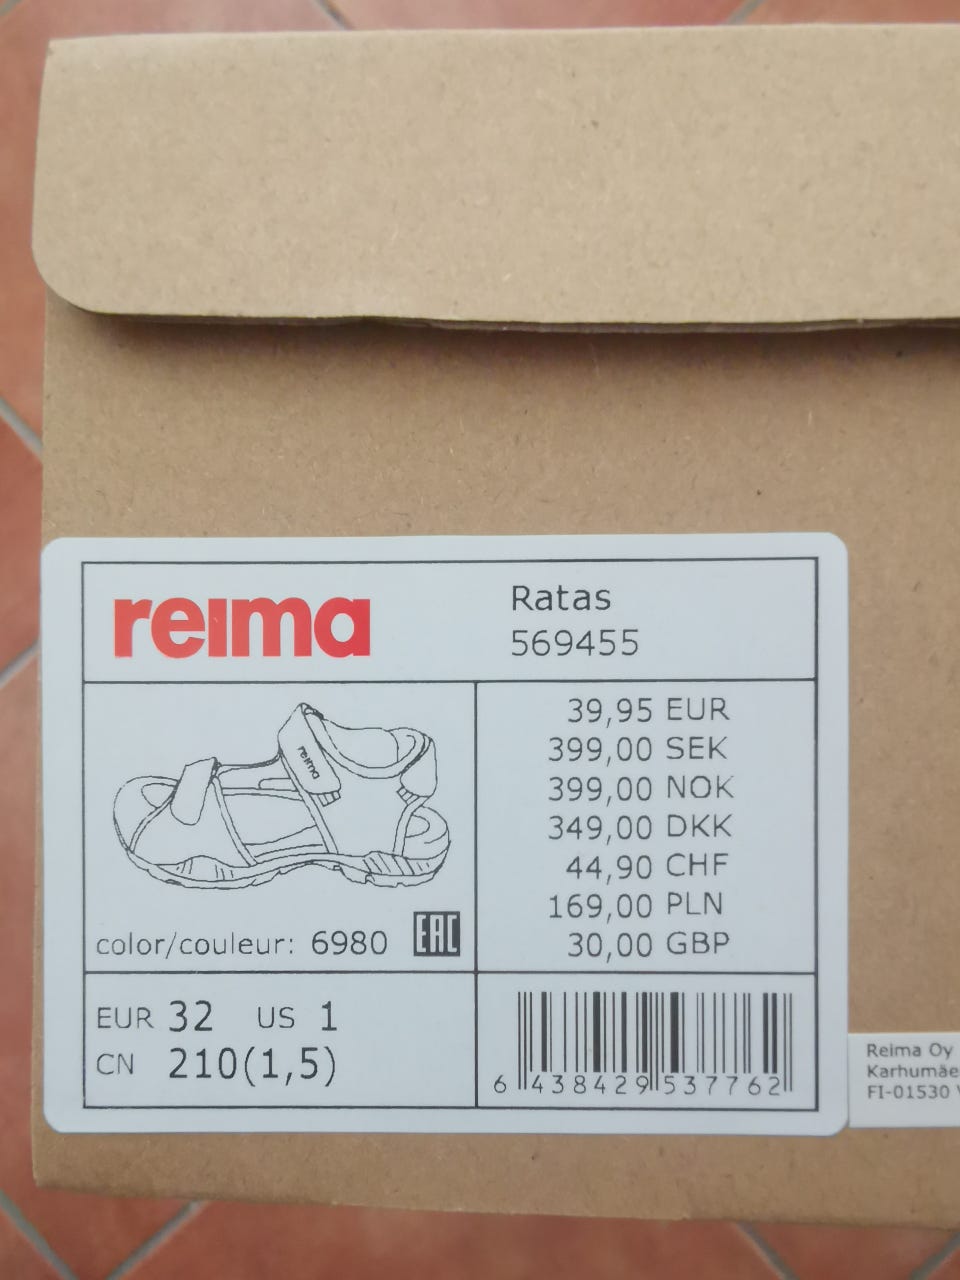 reima
Ratas
569455
reima
39,95 EUR
399,00 SEK
399,00 NOK
349,00 DKK
44,90 CHF
169,00 PLN
30,00 GBP
color/couleur: 6980
EAC
EUR 32 US 1
CN 210(1,5)
6 438429 537762
Reima Oy
Karhumäe
FI-01530